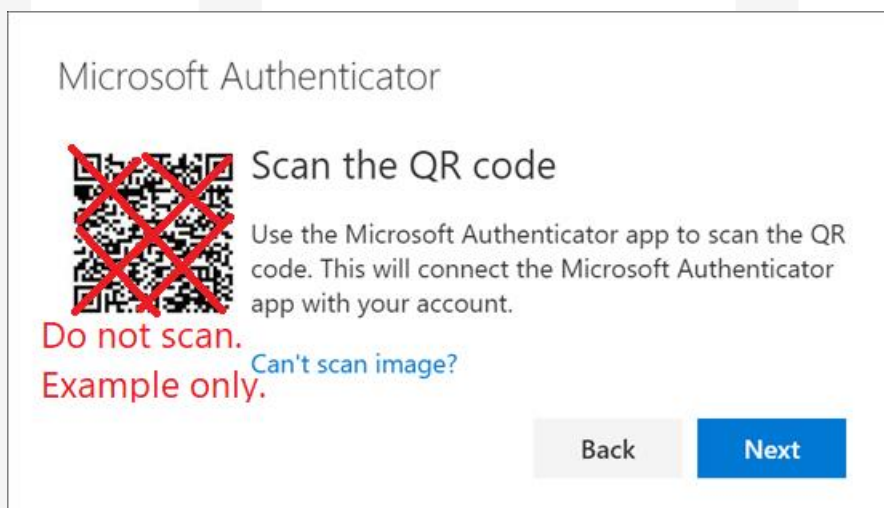 Microsoft Authenticator
Scan the QR code
Use the Microsoft Authenticator app to scan the QR
code. This will connect the Microsoft Authenticator
app with your account.
Do not scan.
Can't scan image?
Example only.
Back
Next